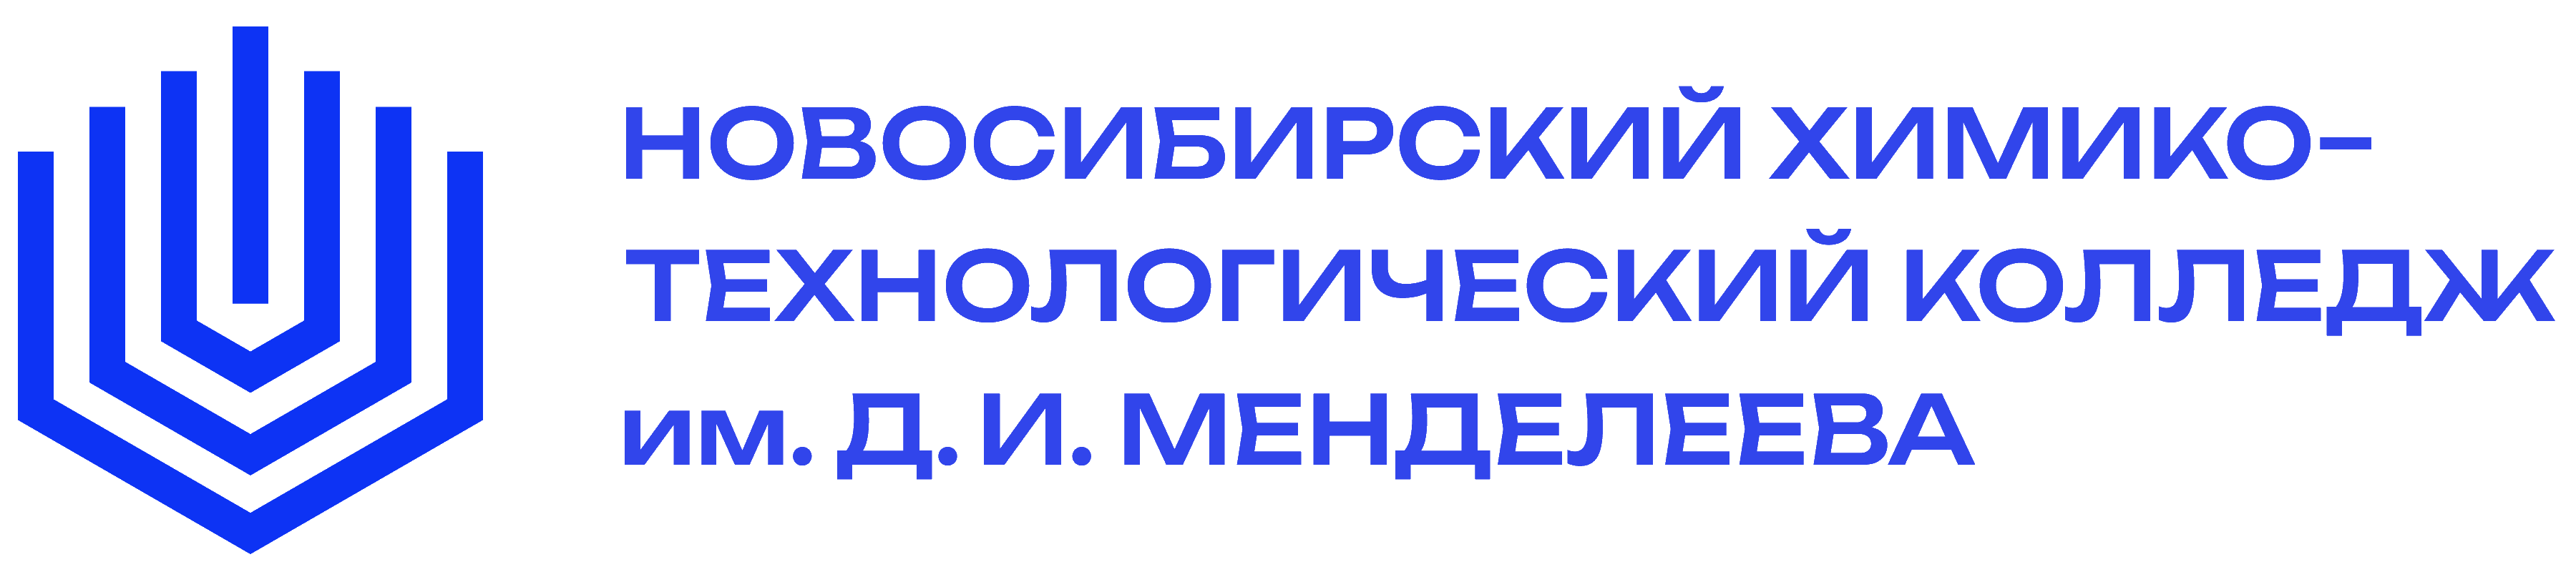 НОВОСИБИРСКИЙ ХИМИКО-
ТЕХНОЛОГИЧЕСКИЙ КОЛЛЕДЖ
им. Д. И. МЕНДЕЛЕЕВА